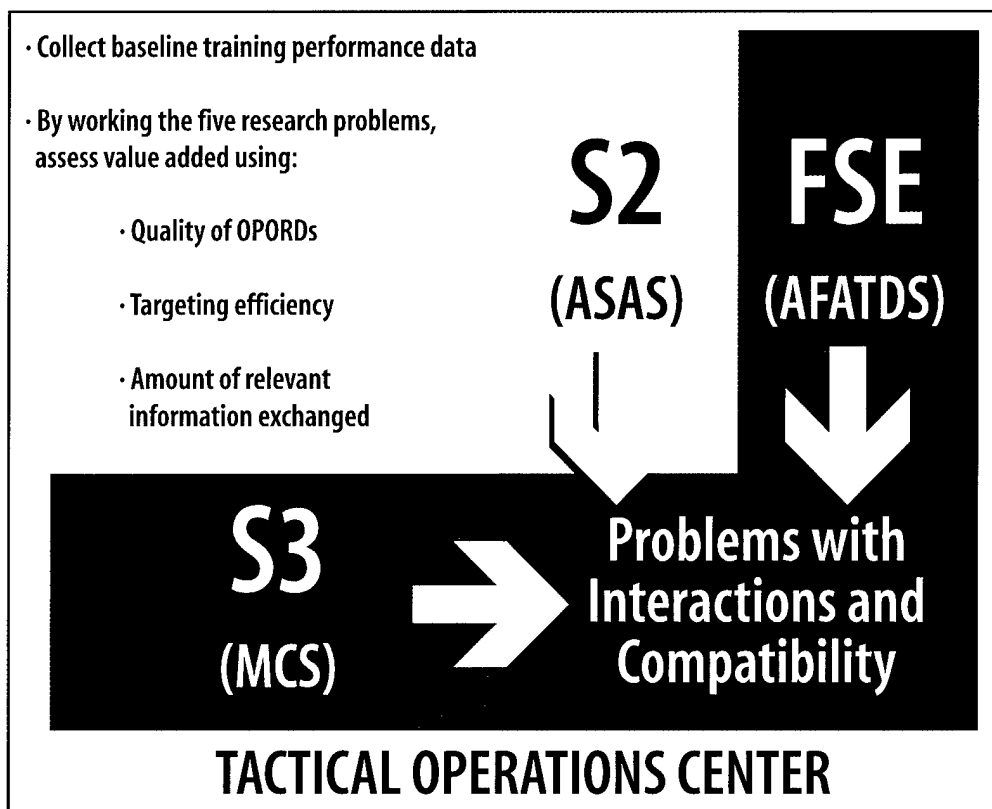 · Collect baseline training performance data
· By working the five research problems,
assess value added using:
· Quality of OPORDs
· Targeting efficiency
· Amount of relevant
information exchanged
S2
(ASAS)
FSE
(AFATDS)
S3
(MCS)
Problems with
Interactions and
Compatibility
TACTICAL OPERATIONS CENTER